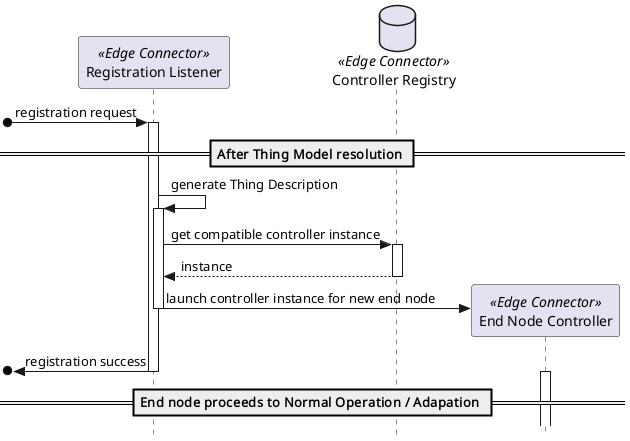 «Edge Connector»
Registration Listener
«Edge Connector»
Controller Registry
registration request
After Thing Model resolution
generate Thing Description
get compatible controller instance
instance
launch controller instance for new end node
«Edge Connector»
End Node Controller
registration success
End node proceeds to Normal Operation / Adapation